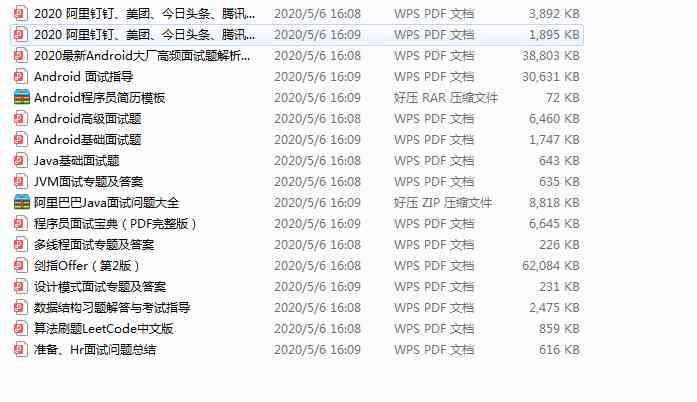 2020 阿里钉钉、美团、今日头条、腾讯... 2020/5/6 16:08 WPS PDF 文档 3,892 KB
2020 阿里钉钉、美团、今日头条、腾讯... 2020/5/6 16:09 WPS PDF 文档 1,895 KB
2020最新Android大厂高频面试题解析... 2020/5/6 16:08 WPS PDF 文档 38,803 KB
Android 面试指导 2020/5/6 16:09 WPS PDF 文档 30,631 KB
Android程序员简历模板 2020/5/6 16:09 好压 RAR 压缩文件 72 KB
Android高级面试题 2020/5/6 16:08 WPS PDF 文档 6,460 KB
Android基础面试题 2020/5/6 16:09 WPS PDF 文档 1,747 KB
Java基础面试题 2020/5/6 16:08 WPS PDF 文档 643 KB
JVM面试专题及答案 2020/5/6 16:08 WPS PDF 文档 635 KB
阿里巴巴Java面试问题大全 2020/5/6 16:09 好压 ZIP 压缩文件 8,818 KB
程序员面试宝典（PDF完整版） 2020/5/6 16:09 WPS PDF 文档 6,645 KB
多线程面试专题及答案 2020/5/6 16:08 WPS PDF 文档 226 KB
剑指Offer（第2版） 2020/5/6 16:08 WPS PDF 文档 62,084 KB
设计模式面试专题及答案 2020/5/6 16:09 WPS PDF 文档 231 KB
数据结构习题解答与考试指导 2020/5/6 16:08 WPS PDF 文档 2,475 KB
算法刷题LeetCode中文版 2020/5/6 16:08 WPS PDF 文档 859 KB
准备、Hr面试问题总结 2020/5/6 16:09 WPS PDF 文档 616 KB